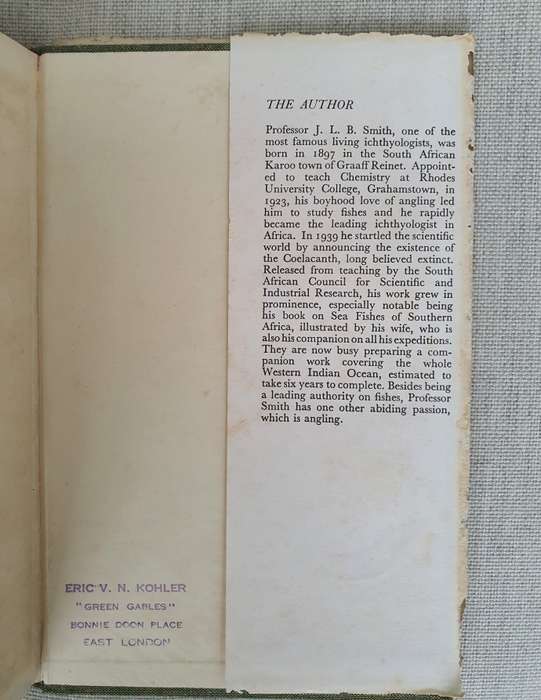 THE AUTHOR
Professor J. L. B. Smith, one of the
most famous living ichthyologists, was
born in 1897 in the South African
Karoo town of Graaff Reinet. Appoint-
ed to teach Chemistry at Rhodes
University College, Grahamstown, in
1923, his boyhood love of angling led
him to study fishes and he rapidly
became the leading ichthyologist in
Africa. In 1939 he startled the scientific
world by announcing the existence of
the Coelacanth, long believed extinct.
Released from teaching by the South
African Council for Scientific and
Industrial Research, his work grew in
prominence, especially notable being
his book on Sea Fishes of Southern
Africa, illustrated by his wife, who is
also his companion on all his expeditions.
They are now busy preparing a com-
panion work covering the whole
Western Indian Ocean, estimated to
take six years to complete. Besides being
a leading authority on fishes, Professor
Smith has one other abiding passion,
which is angling.
ERIC V. N. KOHLER
"GREEN GABLES"
BONNIE DOON PLACE
EAST LONDON